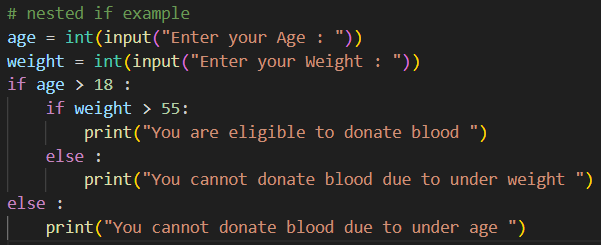 # nested if example
age = int(input("Enter your Age : "))
weight = int(input("Enter your Weight : "))
if age > 18 :
    if weight > 55:
        print("You are eligible to donate blood ")
    else :
        print("You cannot donate blood due to under weight ")
else :
    print("You cannot donate blood due to under age ")